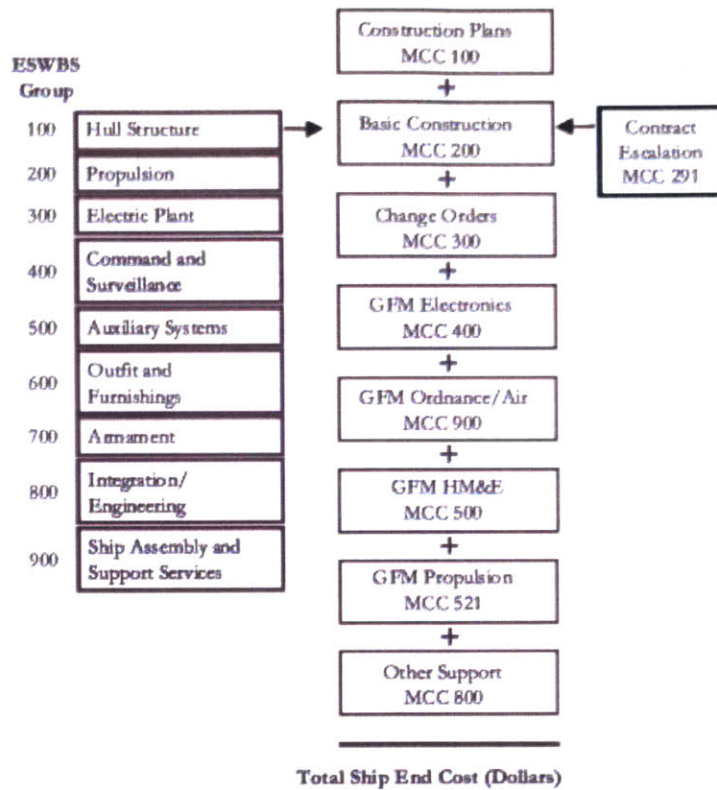 ESWBS
Group
100
Hull Structure
200
Propulsion
300
Electric Plant
400
Command and
Surveillance
500
Auxiliary Systems
600
Outfit and
Furnishings
700
Armament
800
Integration/
Engineering
900
Ship Assembly and
Support Services
Construction Plans
MCC 100
+
Basic Construction
MCC 200
+
Change Orders
MCC 300
+
GFM Electronics
MCC 400
+
GFM Ordnance/Air
MCC 900
+
GFM HM&E
MCC 500
+
GFM Propulsion
MCC 521
+
Other Support
MCC 800
Contract
Escalation
MCC 291
Total Ship End Cost (Dollars)